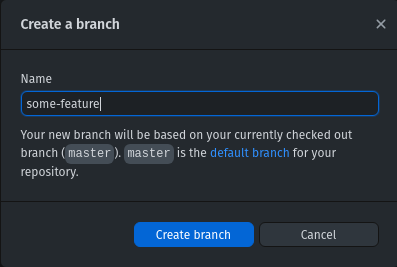 Create a branch
Name
some-feature
Your new branch will be based on your currently checked out
branch (master). master is the default branch for your
repository.
Create branch
Cancel